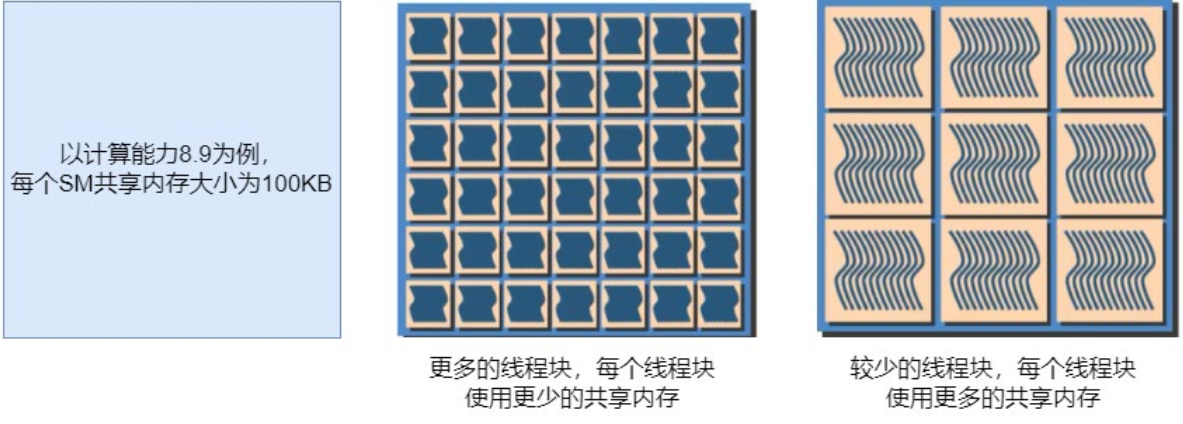 以计算能力8.9为例，
每个SM共享内存大小为100KB
更多的线程块，每个线程块
使用更少的共享内存
较少的线程块，每个线程块
使用更多的共享内存